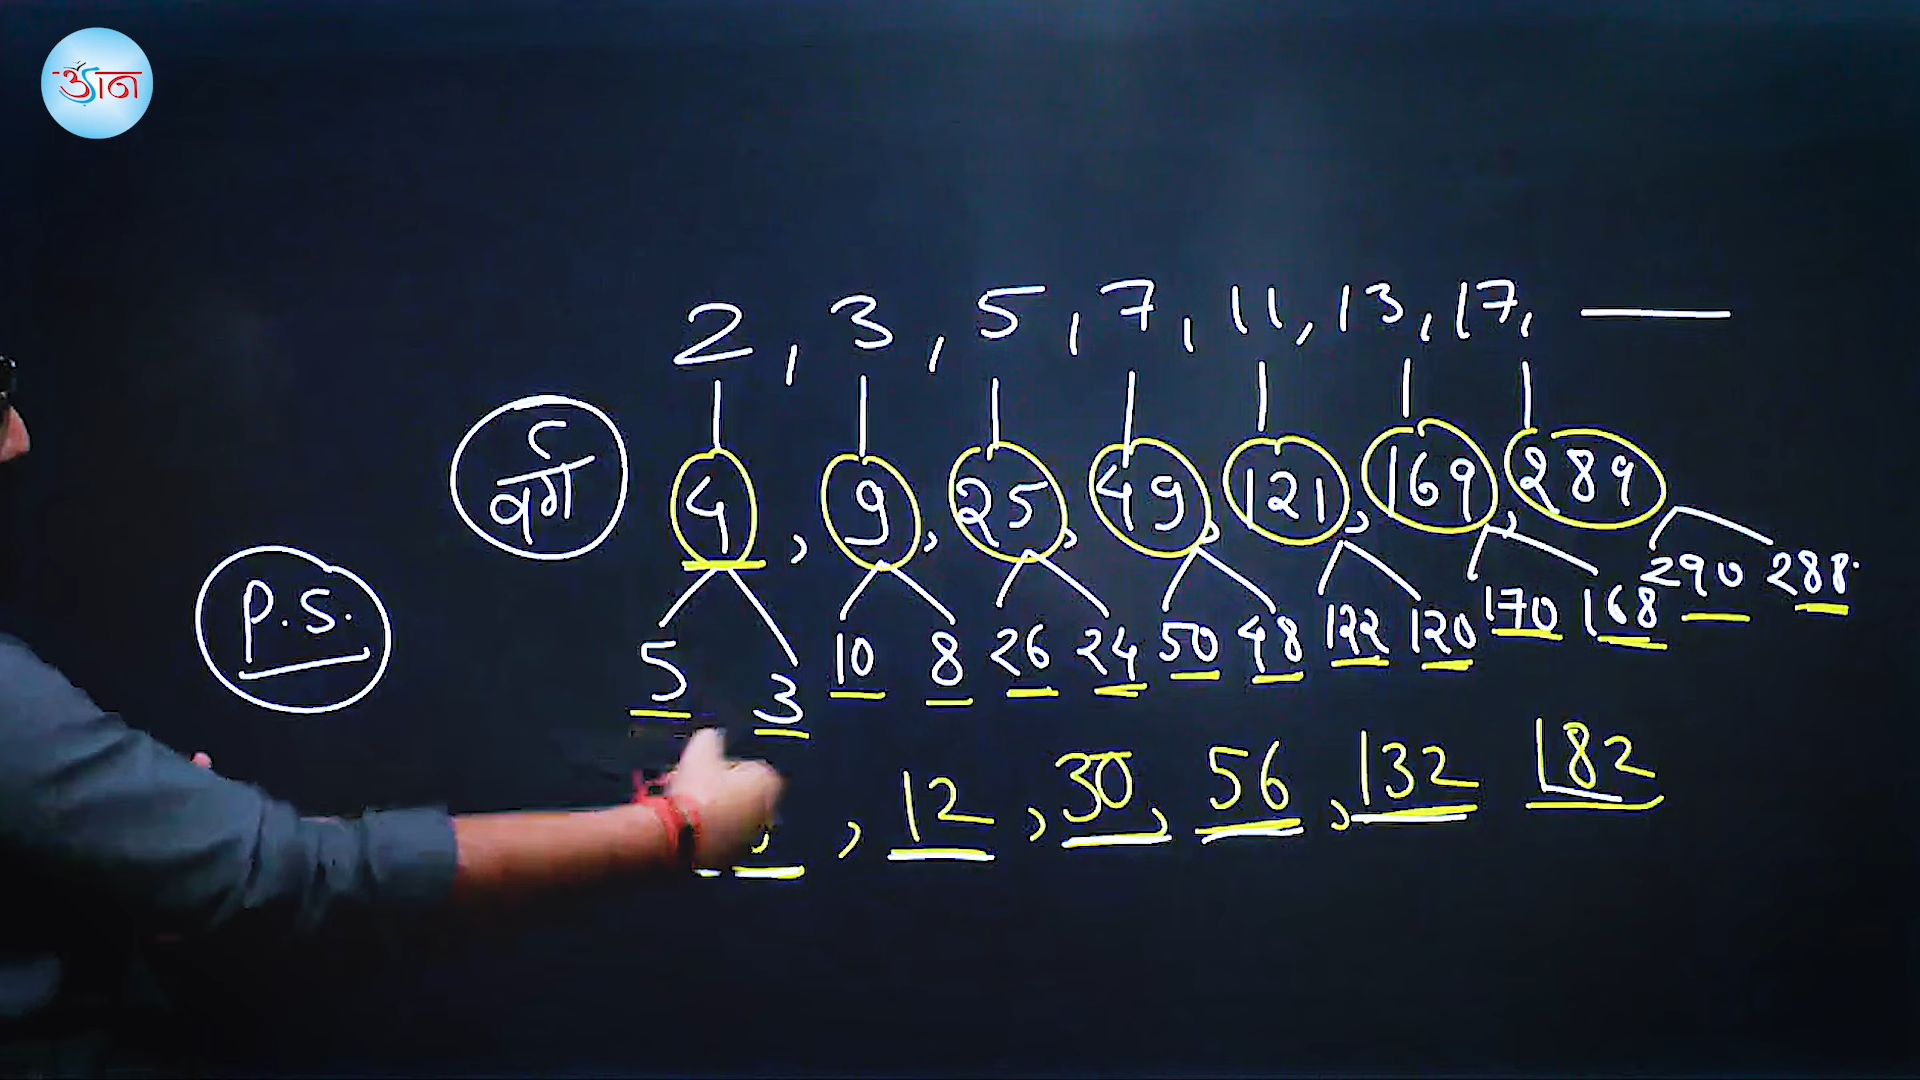 ज्ञान
2, 3, 5, 7, 11, 13, 17, ——
वर्ग 4, 9, 25, 49, 121, 169, 289
P.S. 5 3 10 8 26 24 50 48 122 120 170 168 290 288
, 12, 30, 56, 132 182